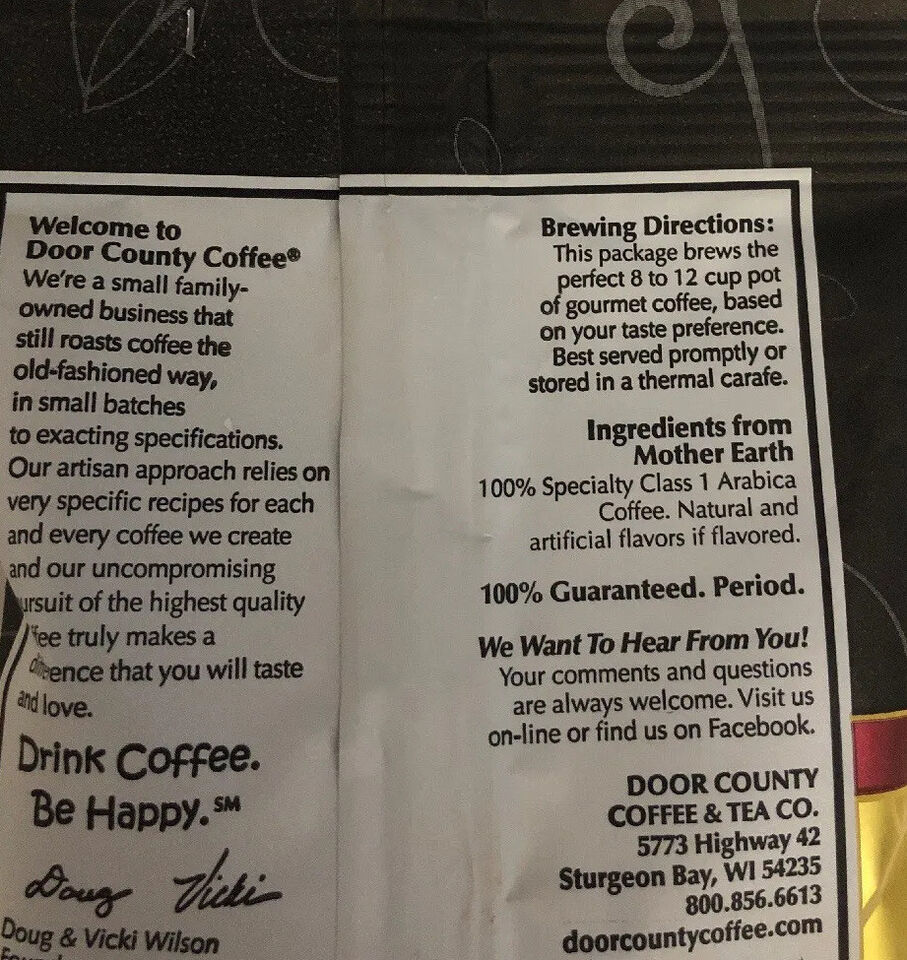 Welcome to
Door County Coffee®
We're a small family-
owned business that
still roasts coffee the
old-fashioned way,
in small batches
to exacting specifications.
Our artisan approach relies on
very specific recipes for each
and every coffee we create
and our uncompromising
ursuit of the highest quality
fee truly makes a
ence that you will taste
and love.
Drink Coffee.
Be Happy.℠
Doug Vicki
Doug & Vicki Wilson
Brewing Directions:
This package brews the
perfect 8 to 12 cup pot
of gourmet coffee, based
on your taste preference.
Best served promptly or
stored in a thermal carafe.
Ingredients from
Mother Earth
100% Specialty Class 1 Arabica
Coffee. Natural and
artificial flavors if flavored.
100% Guaranteed. Period.
We Want To Hear From You!
Your comments and questions
are always welcome. Visit us
on-line or find us on Facebook.
DOOR COUNTY
COFFEE & TEA CO.
5773 Highway 42
Sturgeon Bay, WI 54235
800.856.6613
doorcountycoffee.com